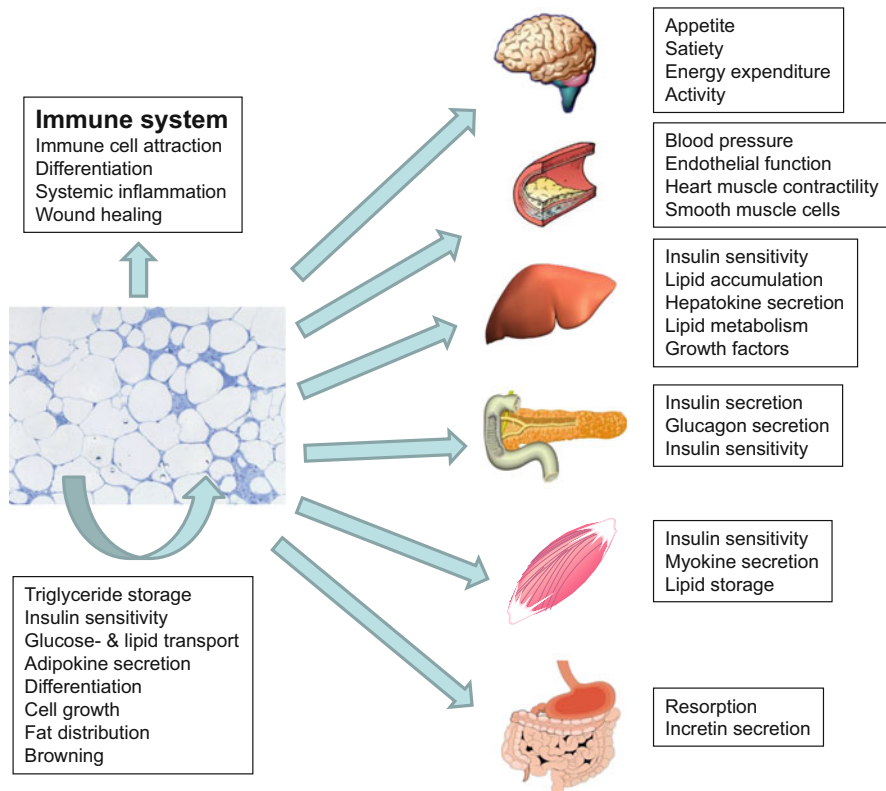 Immune system
Immune cell attraction
Differentiation
Systemic inflammation
Wound healing
Triglyceride storage
Insulin sensitivity
Glucose- & lipid transport
Adipokine secretion
Differentiation
Cell growth
Fat distribution
Browning
Appetite
Satiety
Energy expenditure
Activity
Blood pressure
Endothelial function
Heart muscle contractility
Smooth muscle cells
Insulin sensitivity
Lipid accumulation
Hepatokine secretion
Lipid metabolism
Growth factors
Insulin secretion
Glucagon secretion
Insulin sensitivity
Insulin sensitivity
Myokine secretion
Lipid storage
Resorption
Incretin secretion